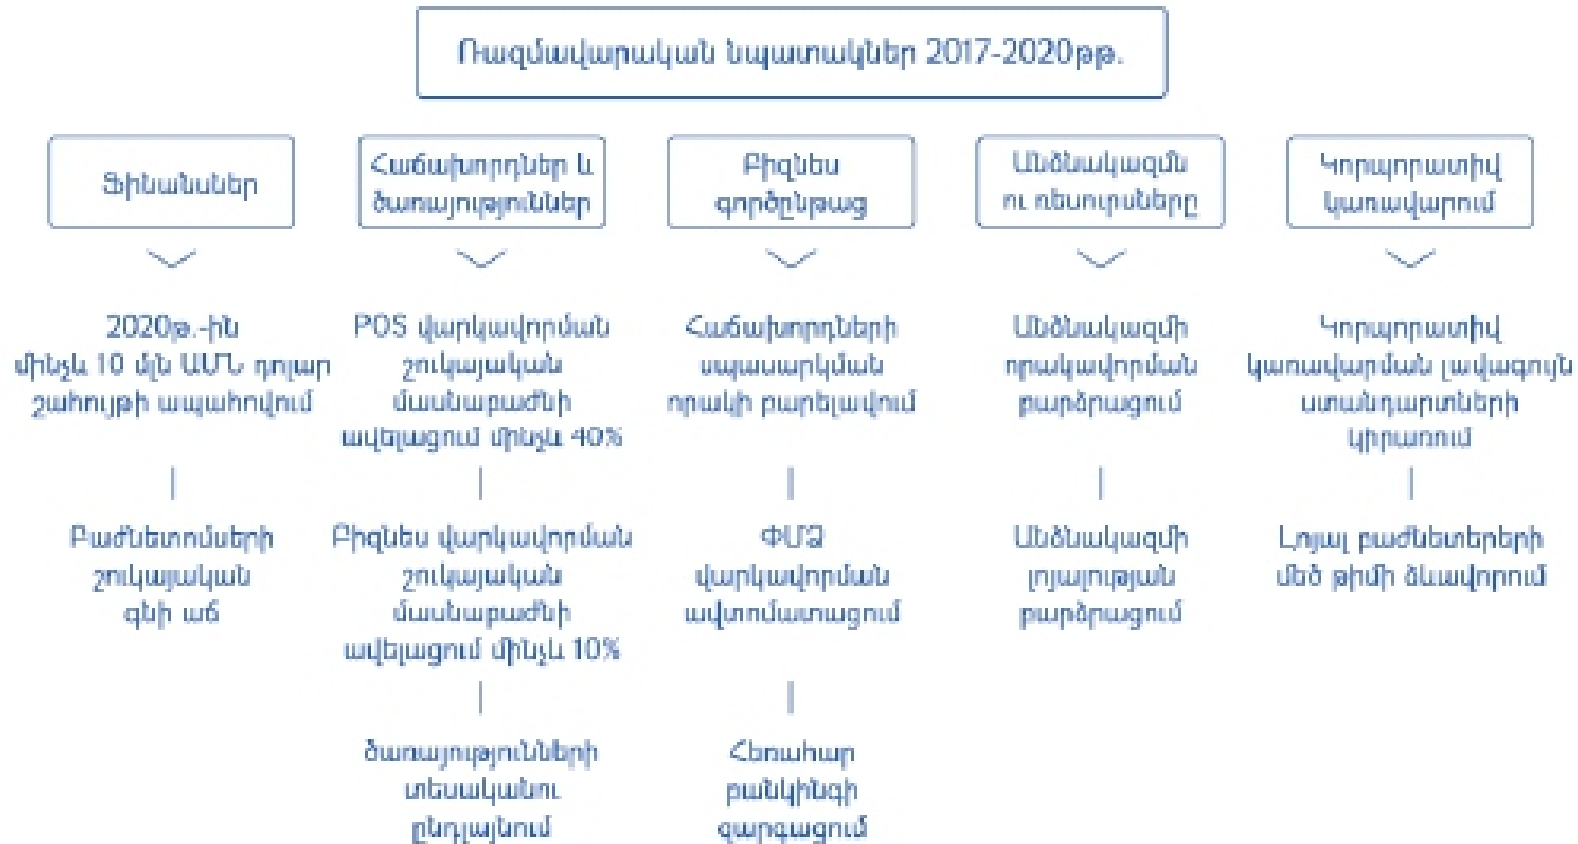 Ռազմավարական նպատակներ 2017-2020թթ.
Ֆինանսներ
2020թ.-ին
մինչև 10 մլն ԱՄՆ դոլար
շահույթի ապահովում
Բաժնետոմսերի
շուկայական
գնի աճ
Հաճախորդներ և
ծառայություններ
POS վարկավորման
շուկայական
մասնաբաժնի
ավելացում մինչև 40%
Բիզնես վարկավորման
շուկայական
մասնաբաժնի
ավելացում մինչև 10%
ծառայությունների
տեսականու
ընդլայնում
Բիզնես
գործընթաց
Հաճախորդների
սպասարկման
որակի բարելավում
ՓՄՁ
վարկավորման
ավտոմատացում
Հեռահար
բանկինգի
զարգացում
Անձնակազմն
ու ռեսուրսները
Անձնակազմի
որակավորման
բարձրացում
Անձնակազմի
լոյալության
բարձրացում
Կորպորատիվ
կառավարում
Կորպորատիվ
կառավարման լավագույն
ստանդարտների
կիրառում
Լոյալ բաժնետերերի
մեծ թիմի ձևավորում